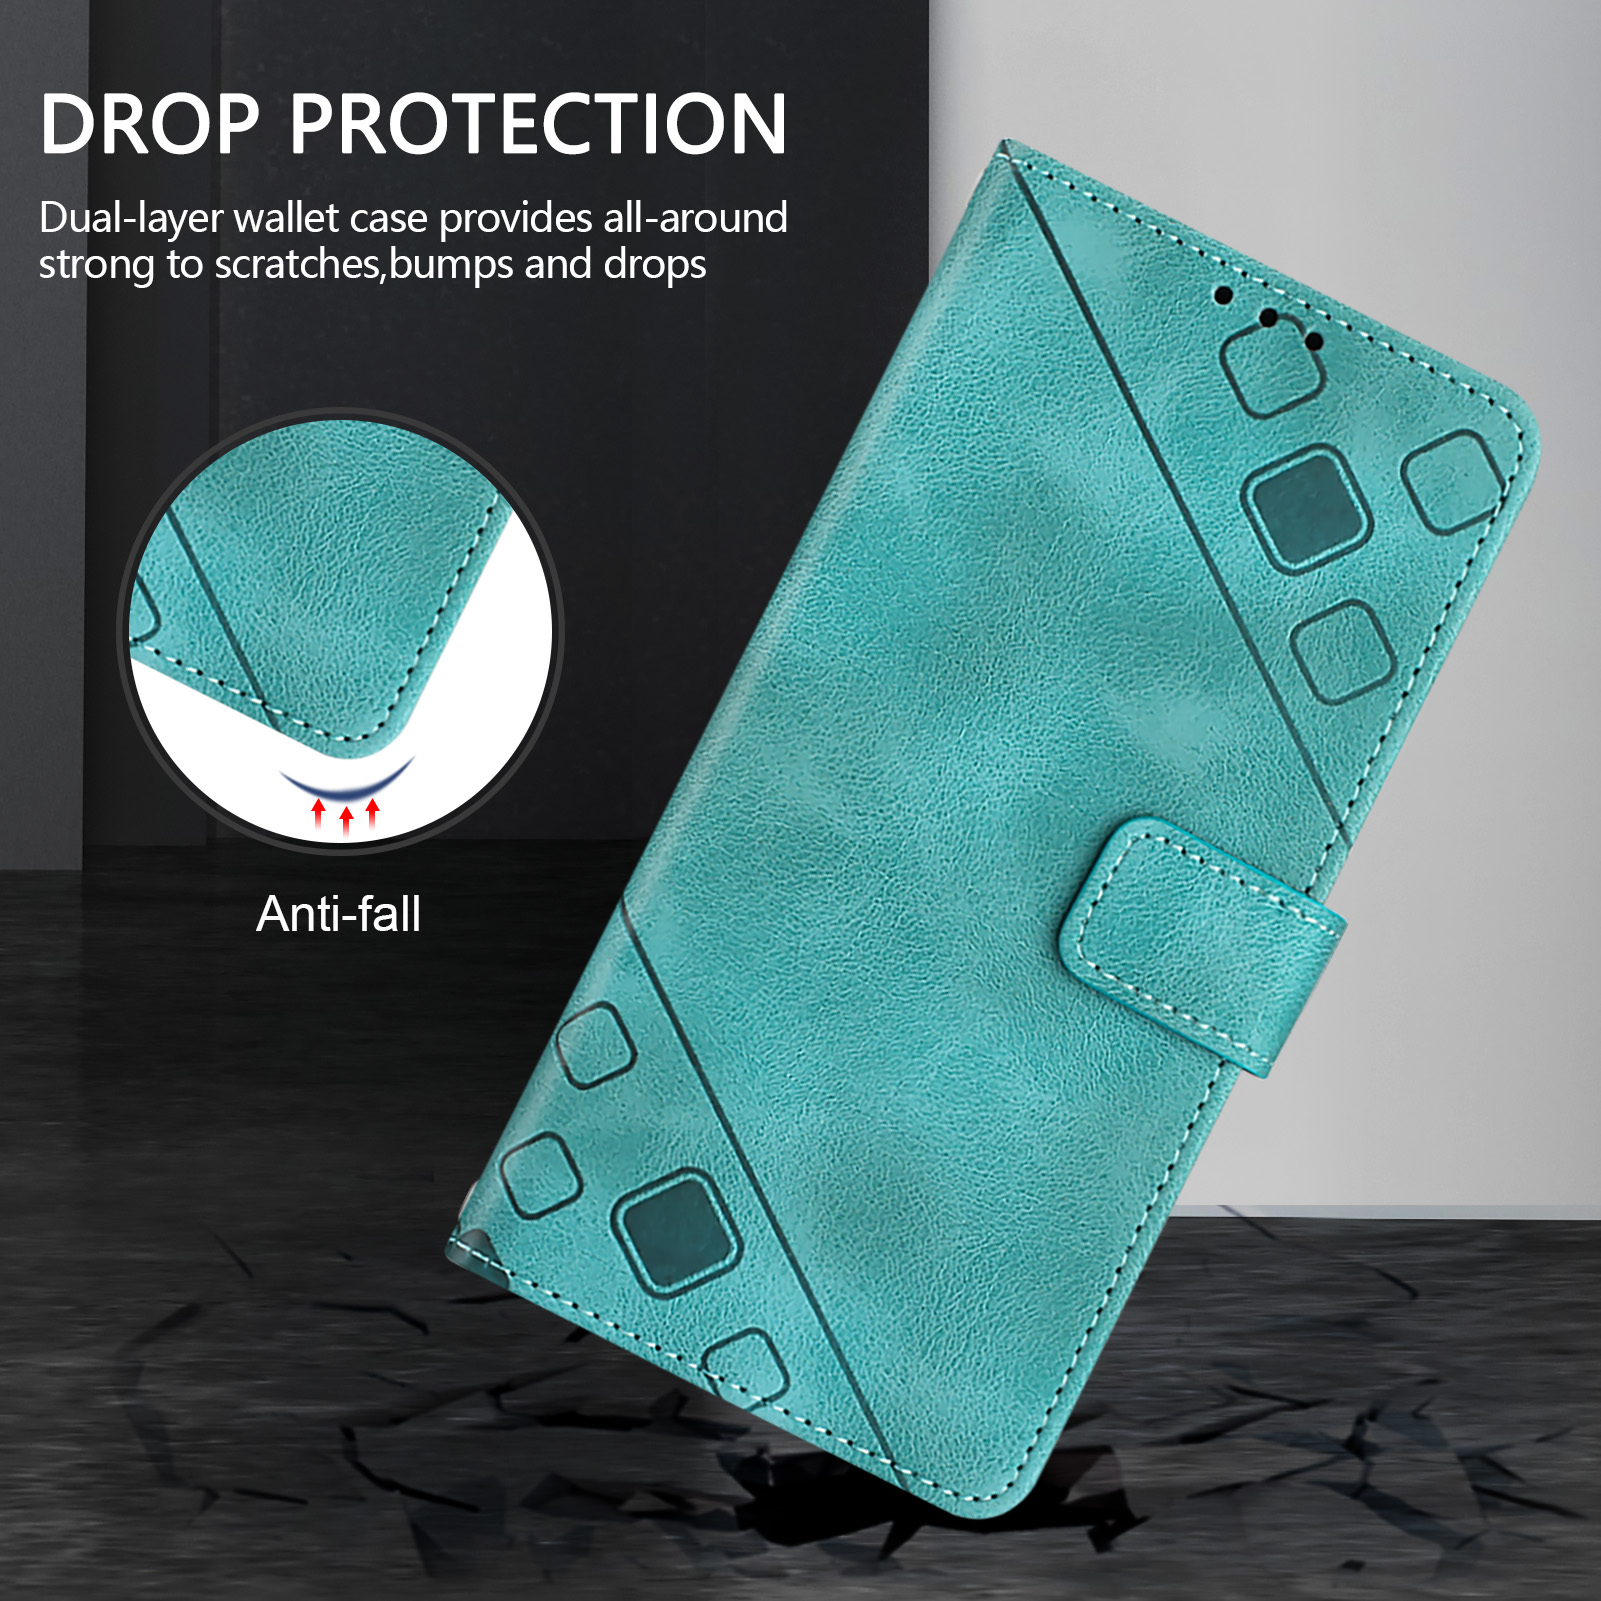 DROP PROTECTION
Dual-layer wallet case provides all-around
strong to scratches,bumps and drops
Anti-fall